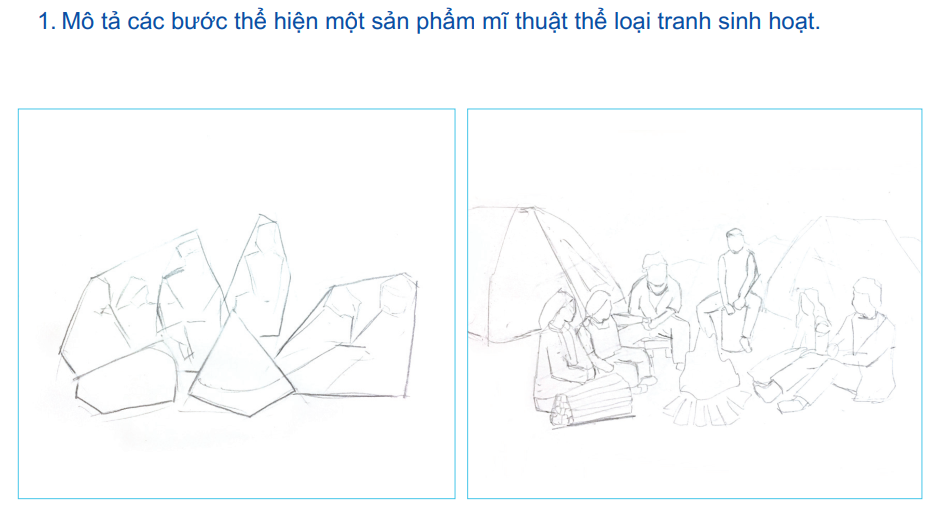 1. Mô tả các bước thể hiện một sản phẩm mĩ thuật thể loại tranh sinh hoạt.